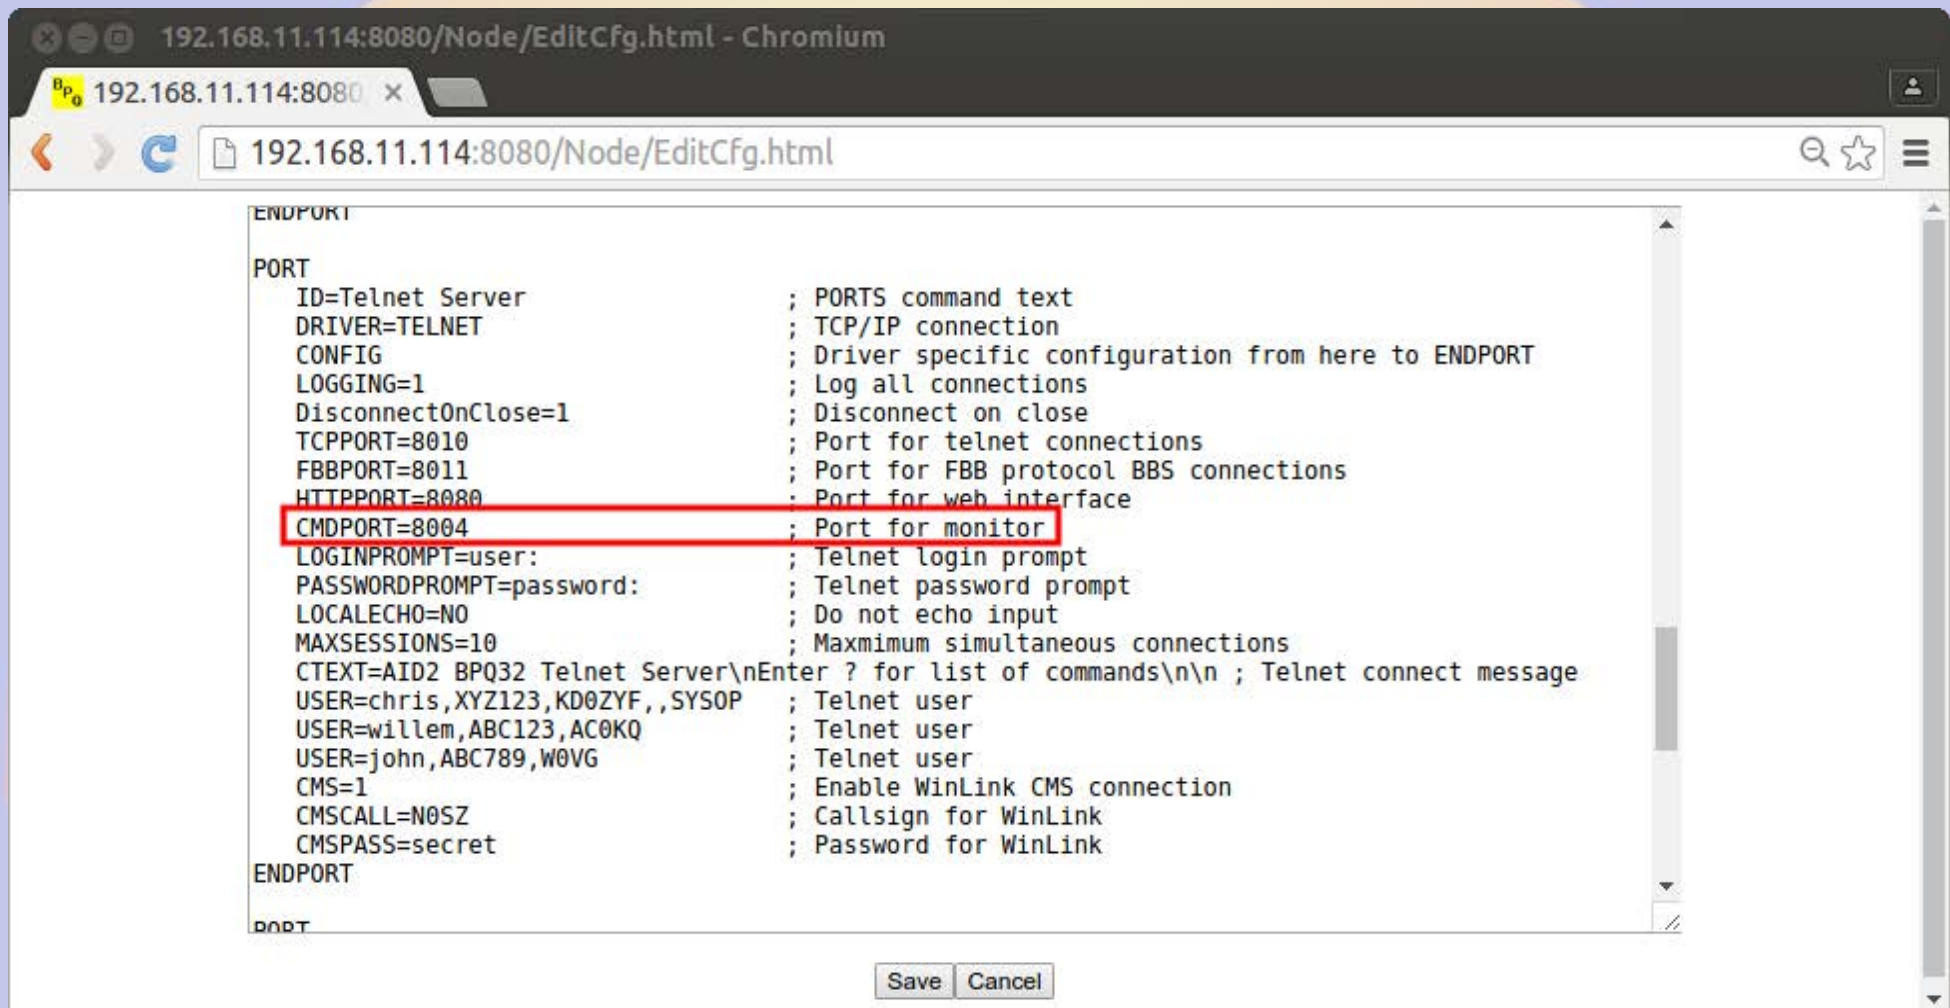 192.168.11.114:8080/Node/EditCfg.html - Chromium
BPQ 192.168.11.114:8080
192.168.11.114:8080/Node/EditCfg.html
ENDPORT
PORT
ID=Telnet Server ; PORTS command text
DRIVER=TELNET ; TCP/IP connection
CONFIG ; Driver specific configuration from here to ENDPORT
LOGGING=1 ; Log all connections
DisconnectOnClose=1 ; Disconnect on close
TCPPORT=8010 ; Port for telnet connections
FBBPORT=8011 ; Port for FBB protocol BBS connections
HTTPPORT=8080 ; Port for web interface
CMDPORT=8004 ; Port for monitor
LOGINPROMPT=user: ; Telnet login prompt
PASSWORDPROMPT=password: ; Telnet password prompt
LOCALECHO=NO ; Do not echo input
MAXSESSIONS=10 ; Maxmimum simultaneous connections
CTEXT=AID2 BPQ32 Telnet Server\nEnter ? for list of commands\n\n ; Telnet connect message
USER=chris,XYZ123,KD0ZYF,,SYSOP ; Telnet user
USER=willem,ABC123,AC0KQ ; Telnet user
USER=john,ABC789,W0VG ; Telnet user
CMS=1 ; Enable WinLink CMS connection
CMSCALL=N0SZ ; Callsign for WinLink
CMSPASS=secret ; Password for WinLink
ENDPORT
PORT
Save Cancel